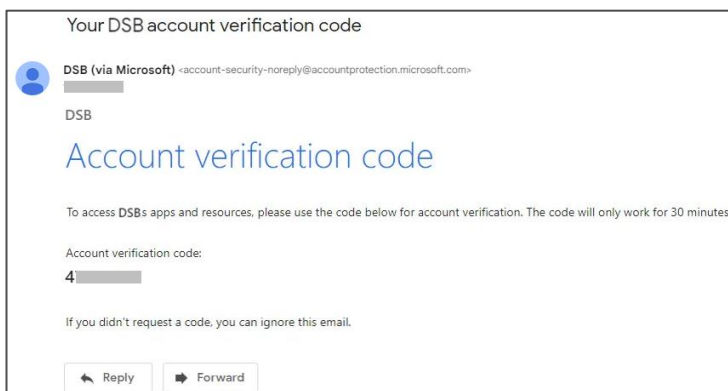 Your DSB account verification code
DSB (via Microsoft) <account-security-noreply@accountprotection.microsoft.com>
DSB
Account verification code
To access DSBs apps and resources, please use the code below for account verification. The code will only work for 30 minutes
Account verification code:
4
If you didn't request a code, you can ignore this email.
Reply Forward